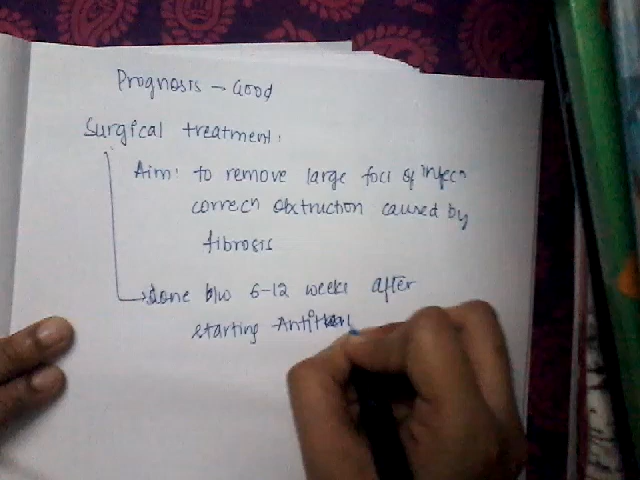 Prognosis - Good
Surgical treatment:
Aim: to remove large foci of infecn
correcn obstruction caused by
fibrosis
done b/w 6-12 weeks after
starting